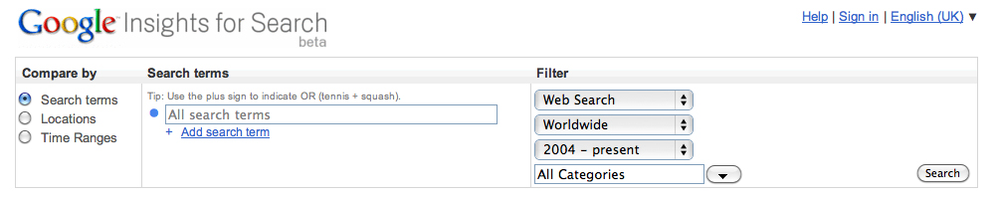 Google Insights for Search
beta
Help | Sign in | English (UK) ▼
Compare by
Search terms
Locations
Time Ranges
Search terms
Tip: Use the plus sign to indicate OR (tennis + squash).
All search terms
+ Add search term
Filter
Web Search
Worldwide
2004 - present
All Categories
Search